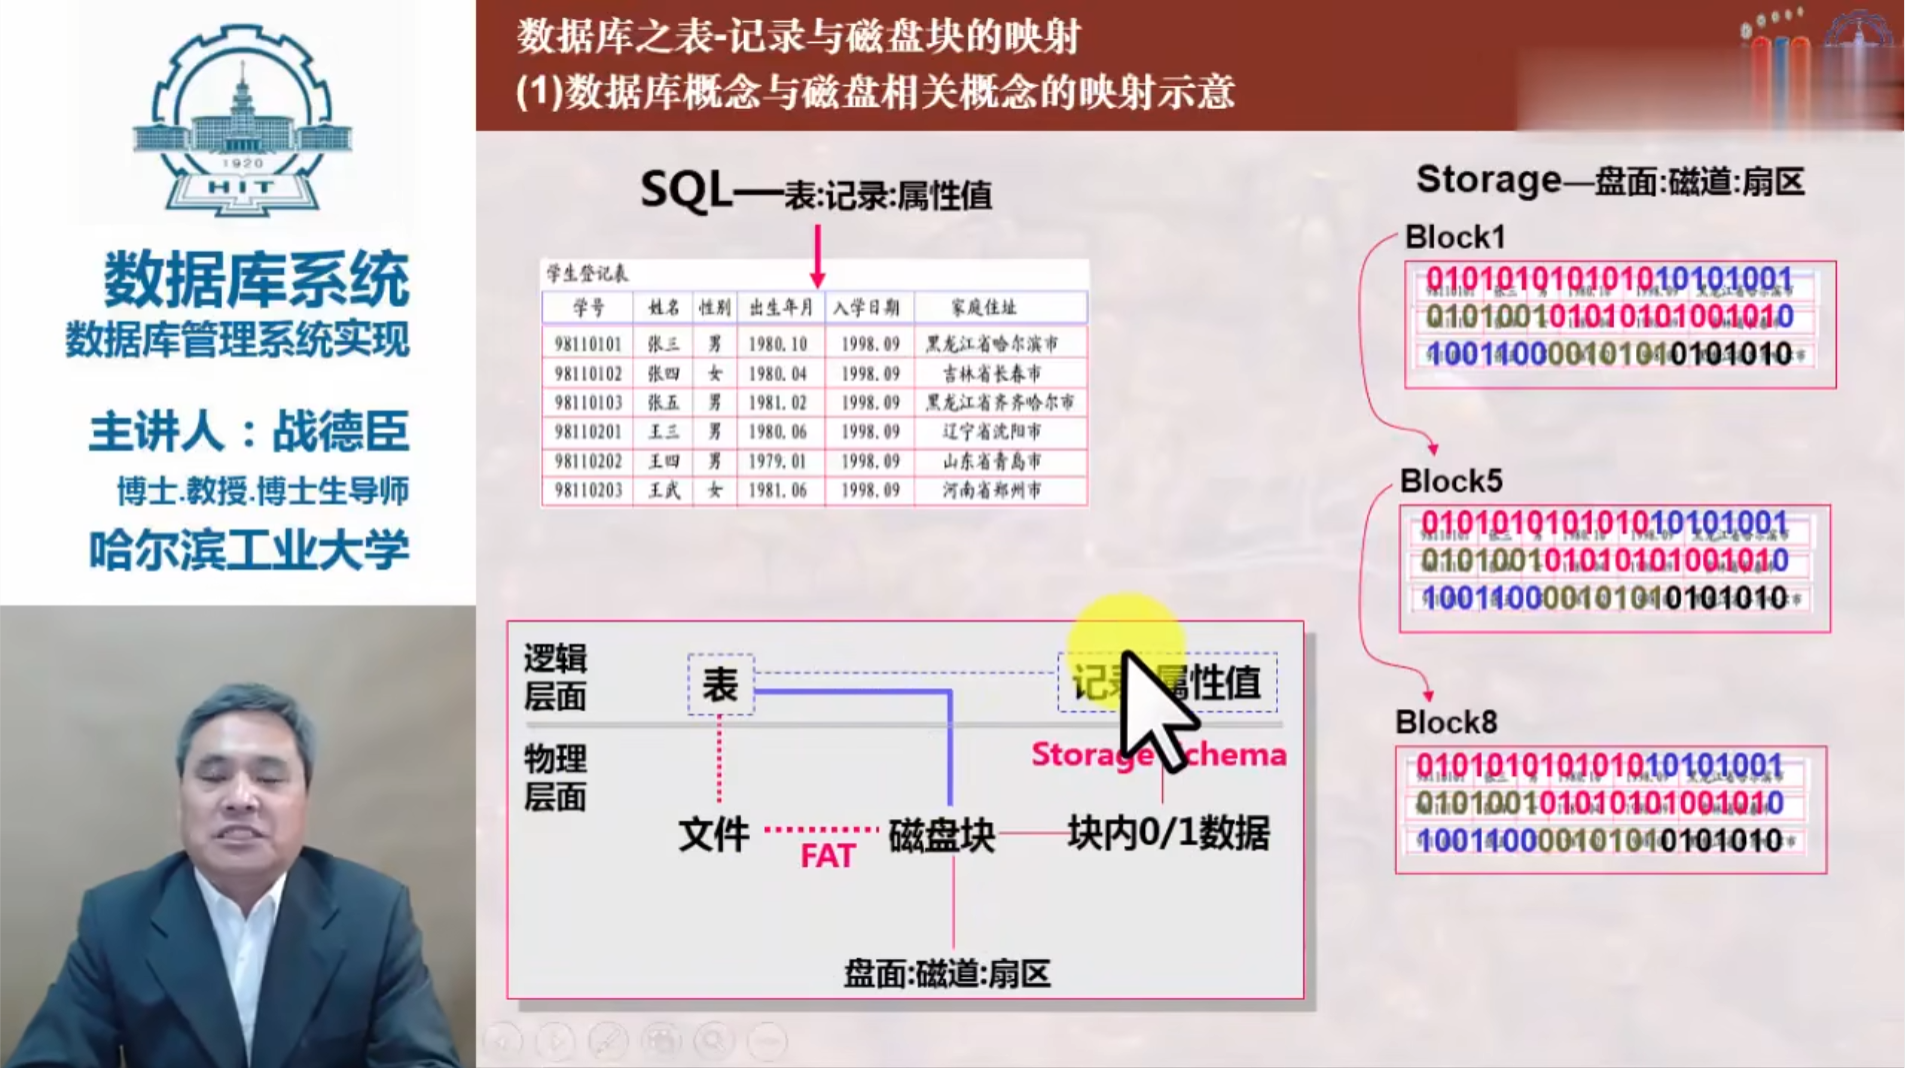 1920
HIT
数据库系统
数据库管理系统实现
主讲人：战德臣
博士.教授.博士生导师
哈尔滨工业大学
数据库之表-记录与磁盘块的映射
(1)数据库概念与磁盘相关概念的映射示意
SQL—表:记录:属性值
学生登记表
学号 姓名 性别 出生年月 入学日期 家庭住址
98110101 张三 男 1980.10 1998.09 黑龙江省哈尔滨市
98110102 张四 女 1980.04 1998.09 吉林省长春市
98110103 张五 男 1981.02 1998.09 黑龙江省齐齐哈尔市
98110201 王三 男 1980.06 1998.09 辽宁省沈阳市
98110202 王四 男 1979.01 1998.09 山东省青岛市
98110203 王武 女 1981.06 1998.09 河南省郑州市
逻辑
层面
表
记录 属性值
物理
层面
Storage chema
文件
FAT
磁盘块
块内0/1数据
盘面:磁道:扇区
Storage—盘面:磁道:扇区
Block1
010101010101010101001
010100101010101001010
100110000101010101010
Block5
010101010101010101001
010100101010101001010
100110000101010101010
Block8
010101010101010101001
010100101010101001010
100110000101010101010